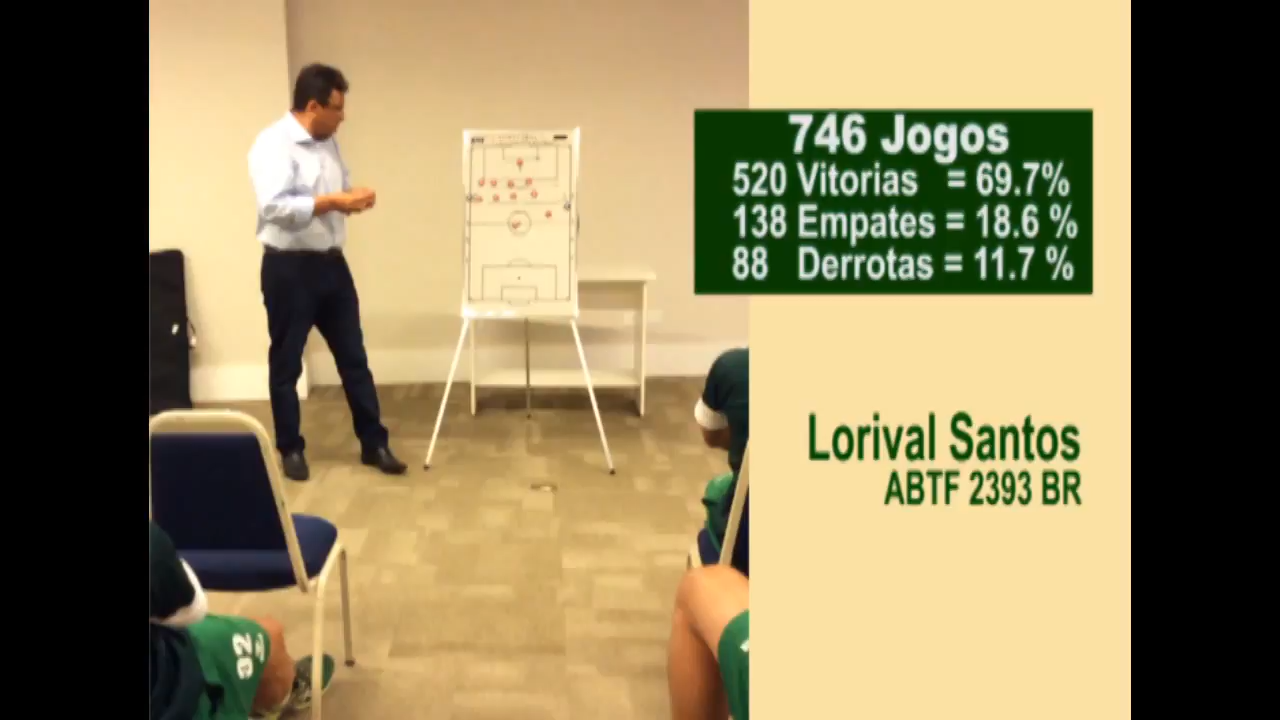 746 Jogos
520 Vitorias = 69.7%
138 Empates = 18.6 %
88 Derrotas = 11.7 %
Lorival Santos
ABTF 2393 BR
32